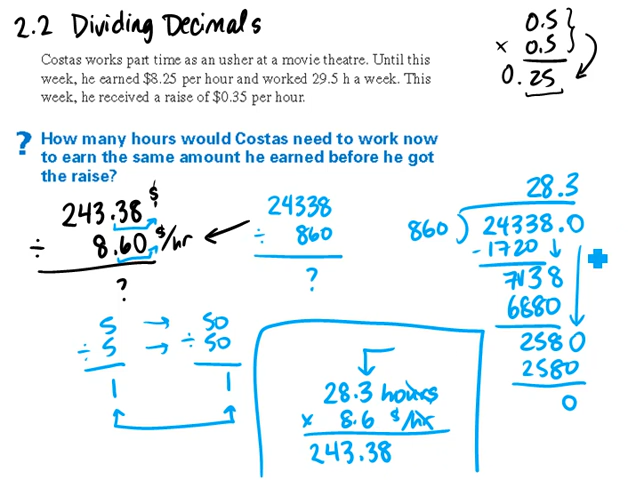 2.2 Dividing Decimals
Costas works part time as an usher at a movie theatre. Until this
week, he earned $8.25 per hour and worked 29.5 h a week. This
week, he received a raise of $0.35 per hour.
0.5
× 0.5
0.25
? How many hours would Costas need to work now
to earn the same amount he earned before he got
the raise?
243.38 $
÷ 8.60 $/hr
?
24338
÷ 860
?
28.3
860 ) 24338.0
-1720
7138
6880
2580
2580
0
5 → 50
÷ 5 → ÷ 50
1 1
28.3 hours
× 8.6 $/hr
243.38